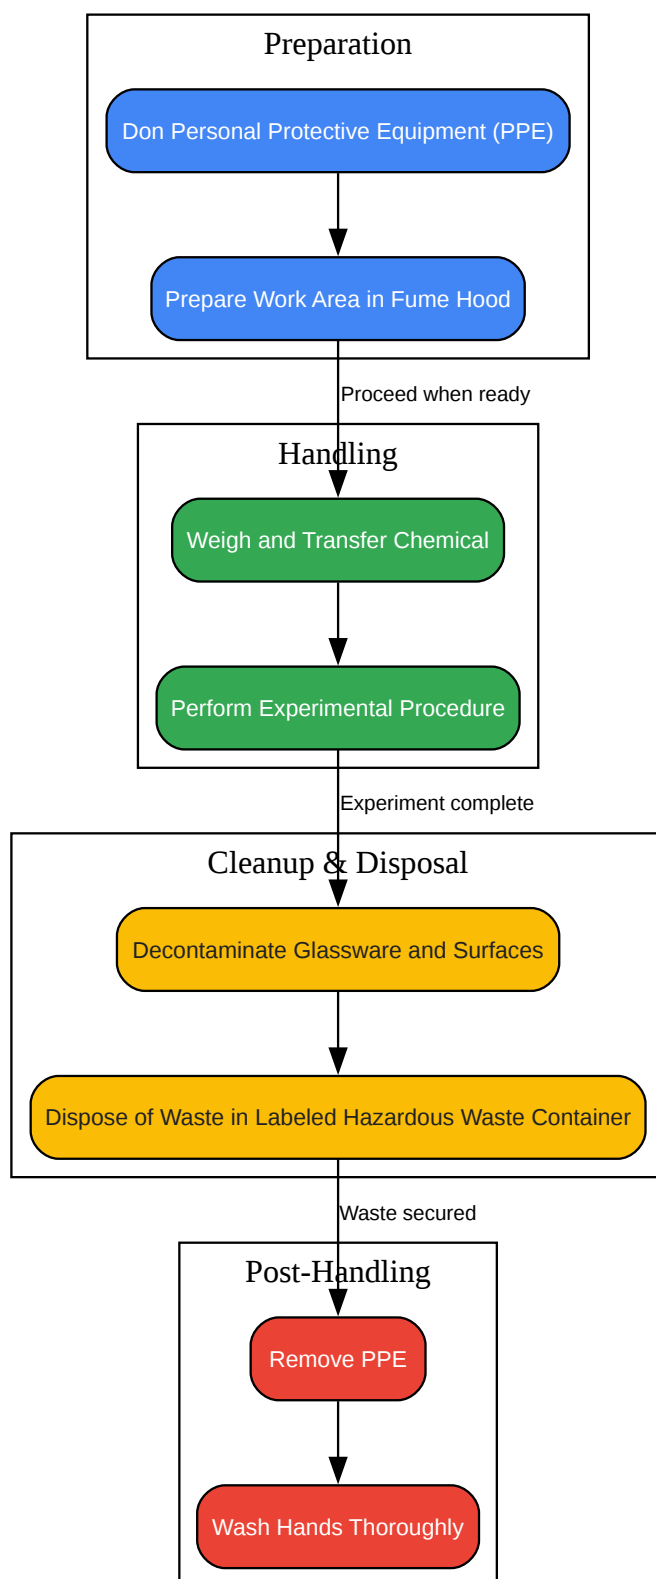 Preparation
Don Personal Protective Equipment (PPE)
Prepare Work Area in Fume Hood
Proceed when ready
Handling
Weigh and Transfer Chemical
Perform Experimental Procedure
Experiment complete
Cleanup & Disposal
Decontaminate Glassware and Surfaces
Dispose of Waste in Labeled Hazardous Waste Container
Waste secured
Post-Handling
Remove PPE
Wash Hands Thoroughly